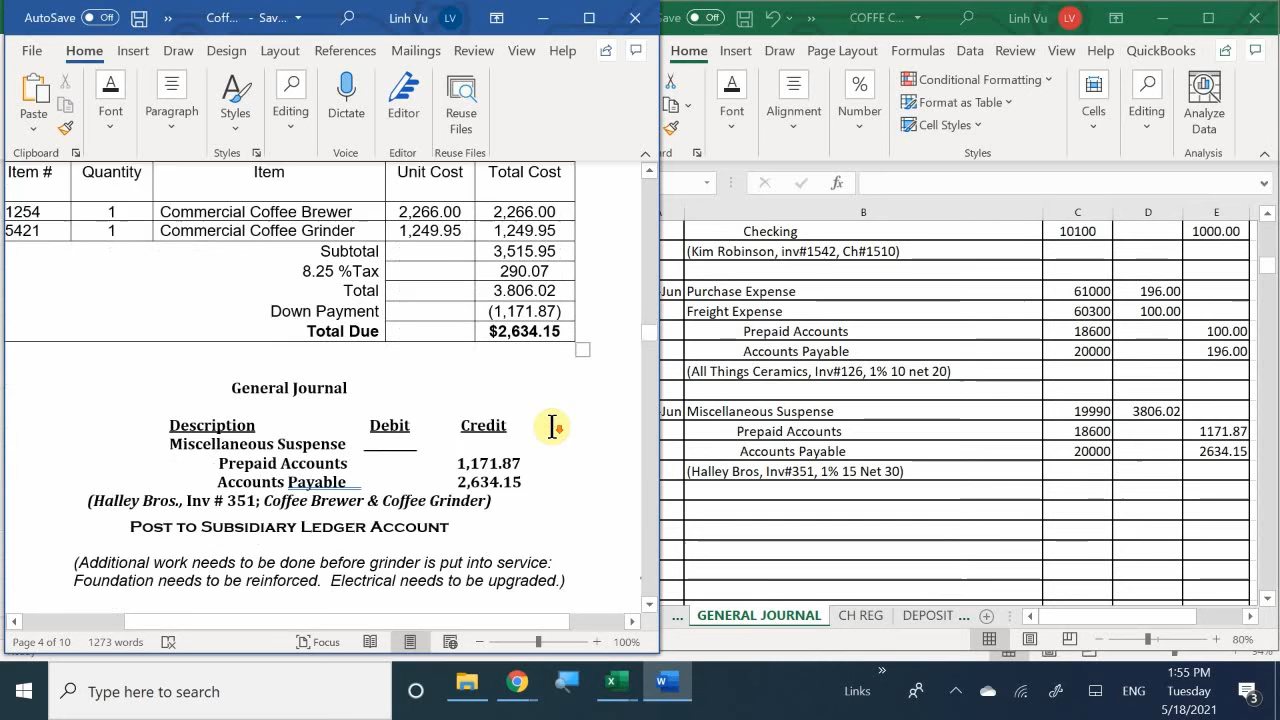 AutoSave Off Coff... - Sav... Linh Vu LV
File Home Insert Draw Design Layout References Mailings Review View Help
Paste Font Paragraph Styles Editing Dictate Editor Reuse Files
Clipboard Styles Voice Editor Reuse Files
Item # Quantity Item Unit Cost Total Cost
1254 1 Commercial Coffee Brewer 2,266.00 2,266.00
5421 1 Commercial Coffee Grinder 1,249.95 1,249.95
Subtotal 3,515.95
8.25 %Tax 290.07
Total 3.806.02
Down Payment (1,171.87)
Total Due $2,634.15
General Journal
Description Debit Credit
Miscellaneous Suspense
Prepaid Accounts 1,171.87
Accounts Payable 2,634.15
(Halley Bros., Inv # 351; Coffee Brewer & Coffee Grinder)
Post to Subsidiary Ledger Account
(Additional work needs to be done before grinder is put into service:
Foundation needs to be reinforced. Electrical needs to be upgraded.)
Page 4 of 10 1273 words Focus 100%
Save Off COFFE C... Linh Vu LV
Home Insert Draw Page Layout Formulas Data Review View Help QuickBooks
Font Alignment Number Conditional Formatting Format as Table Cell Styles Cells Editing Analyze Data
Styles Analysis
fx
B C D E
Checking 10100 1000.00
(Kim Robinson, inv#1542, Ch#1510)
Jun Purchase Expense 61000 196.00
Freight Expense 60300 100.00
Prepaid Accounts 18600 100.00
Accounts Payable 20000 196.00
(All Things Ceramics, Inv#126, 1% 10 net 20)
Jun Miscellaneous Suspense 19990 3806.02
Prepaid Accounts 18600 1171.87
Accounts Payable 20000 2634.15
(Halley Bros, Inv#351, 1% 15 Net 30)
... GENERAL JOURNAL CH REG DEPOSIT ...
80%
Type here to search Links ENG 1:55 PM
Tuesday
5/18/2021 3